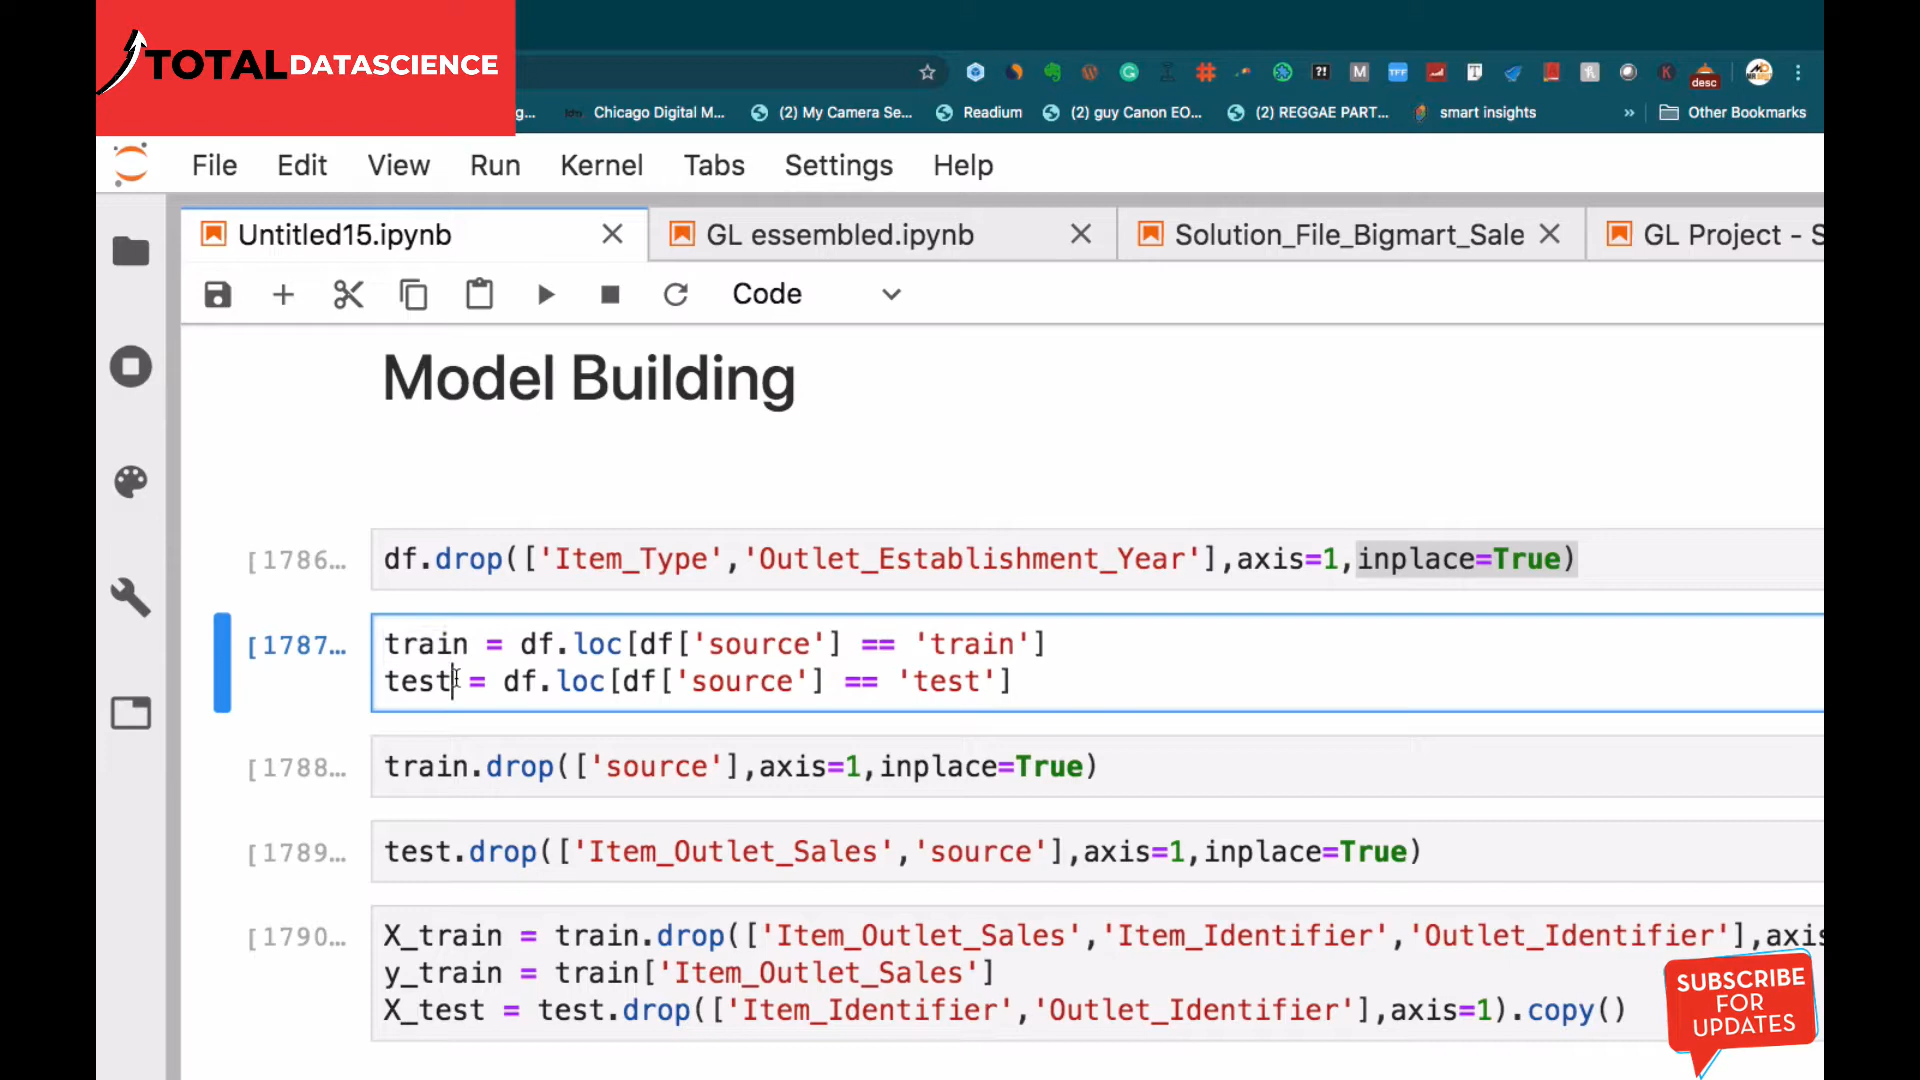 TOTALDATASCIENCE
desc
g...
Chicago Digital M...
(2) My Camera Se...
Readium
(2) guy Canon EO...
(2) REGGAE PART...
smart insights
»
Other Bookmarks
File Edit View Run Kernel Tabs Settings Help
Untitled15.ipynb
GL essembled.ipynb
Solution_File_Bigmart_Sale
GL Project - S
Code
Model Building
[1786... df.drop(['Item_Type','Outlet_Establishment_Year'],axis=1,inplace=True)
[1787... train = df.loc[df['source'] == 'train']
test = df.loc[df['source'] == 'test']
[1788... train.drop(['source'],axis=1,inplace=True)
[1789... test.drop(['Item_Outlet_Sales','source'],axis=1,inplace=True)
[1790... X_train = train.drop(['Item_Outlet_Sales','Item_Identifier','Outlet_Identifier'],axis
y_train = train['Item_Outlet_Sales']
X_test = test.drop(['Item_Identifier','Outlet_Identifier'],axis=1).copy()
SUBSCRIBE
FOR
UPDATES